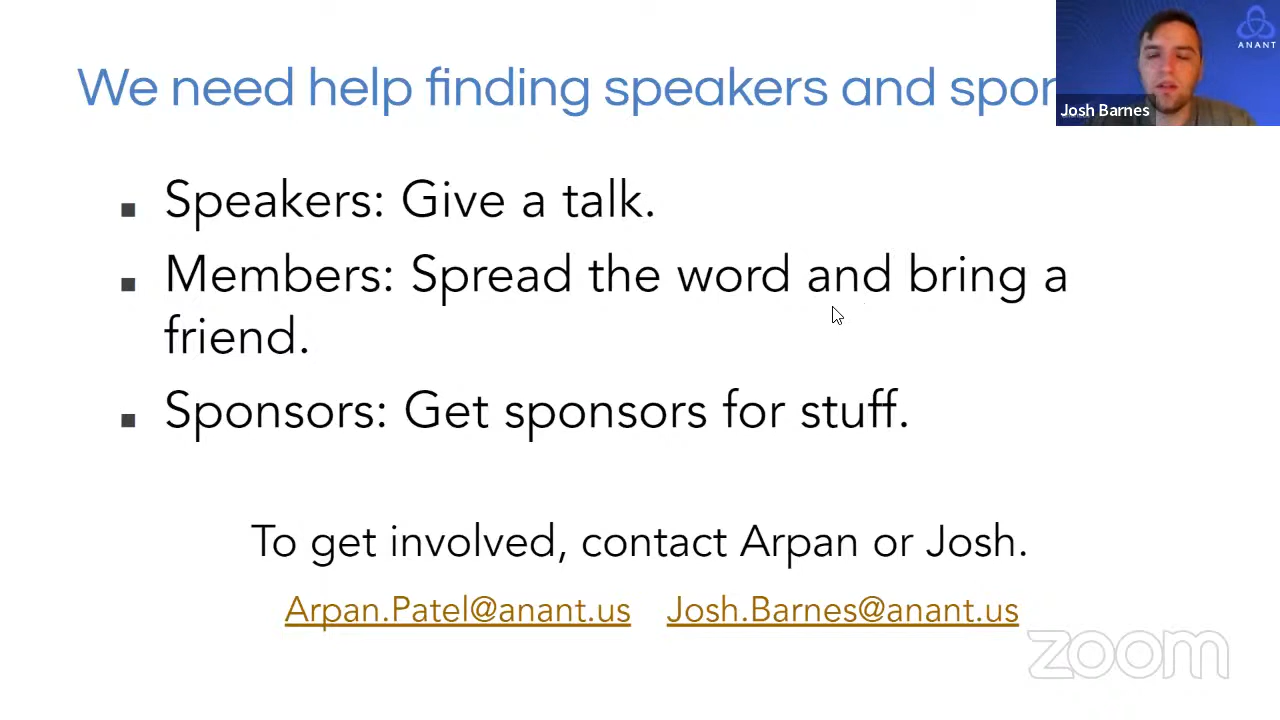 We need help finding speakers and spon
ANANT
Josh Barnes
▪ Speakers: Give a talk.
▪ Members: Spread the word and bring a
friend.
▪ Sponsors: Get sponsors for stuff.
To get involved, contact Arpan or Josh.
Arpan.Patel@anant.us Josh.Barnes@anant.us
zoom